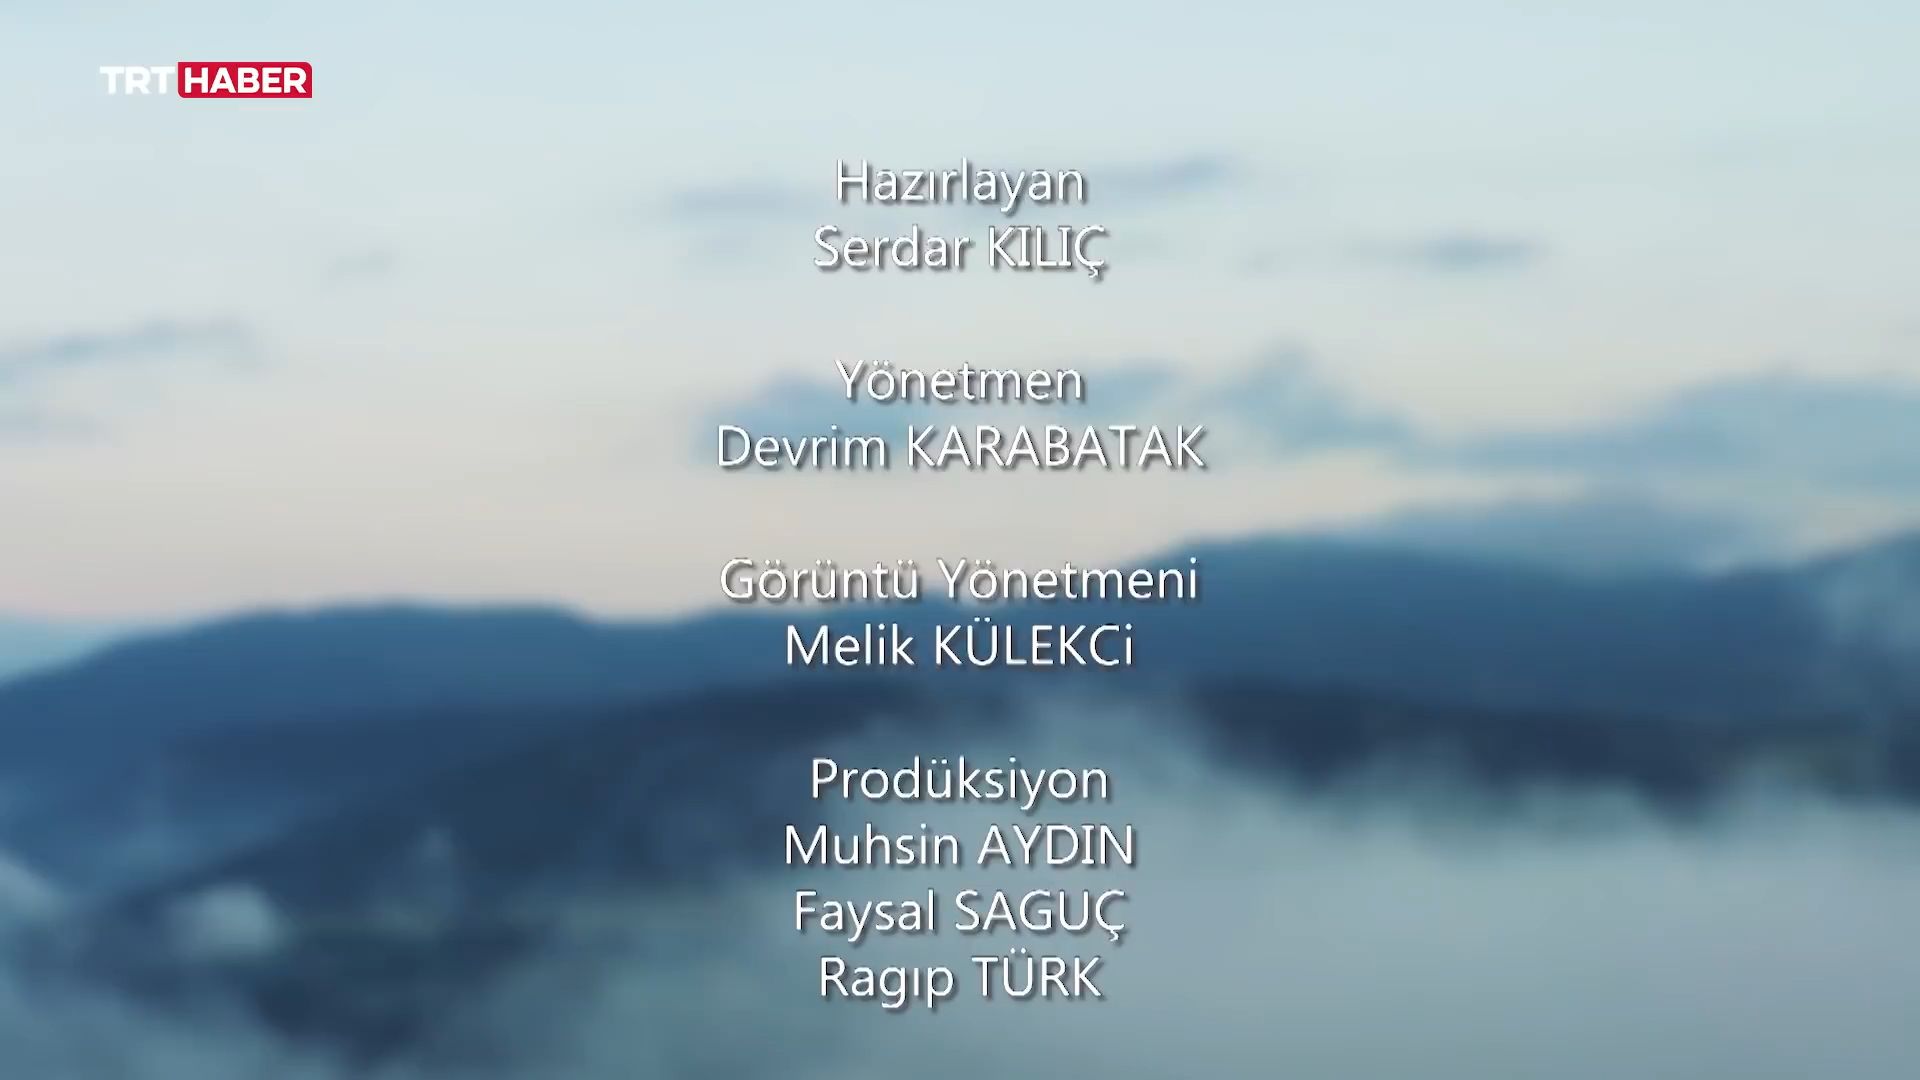 TRT HABER
Hazırlayan
Serdar KILIÇ
Yönetmen
Devrim KARABATAK
Görüntü Yönetmeni
Melik KÜLEKCi
Prodüksiyon
Muhsin AYDIN
Faysal SAGUÇ
Ragıp TÜRK